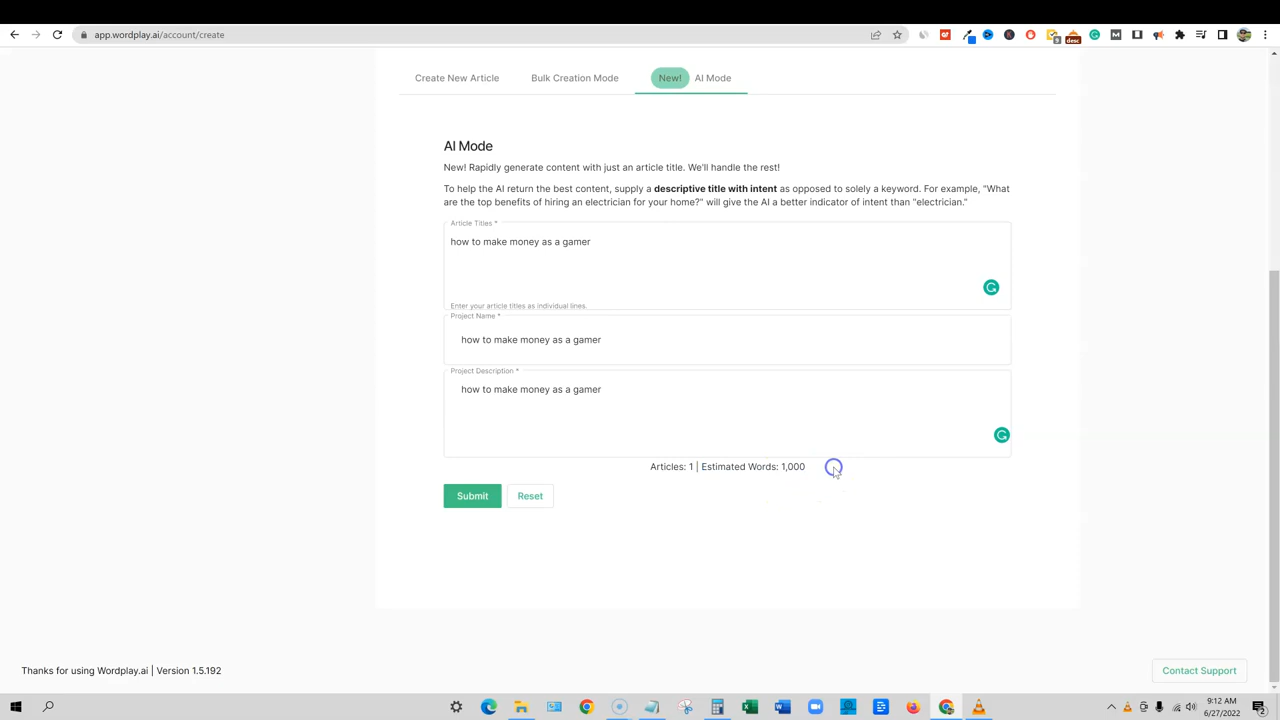 app.wordplay.ai/account/create
desc
Create New Article
Bulk Creation Mode
New! AI Mode
AI Mode
New! Rapidly generate content with just an article title. We'll handle the rest!
To help the AI return the best content, supply a descriptive title with intent as opposed to solely a keyword. For example, "What
are the top benefits of hiring an electrician for your home?" will give the AI a better indicator of intent than "electrician."
Article Titles *
how to make money as a gamer
Enter your article titles as individual lines.
Project Name *
how to make money as a gamer
Project Description *
how to make money as a gamer
Articles: 1 | Estimated Words: 1,000
Submit
Reset
Thanks for using Wordplay.ai | Version 1.5.192
Contact Support
9:12 AM
6/27/2022